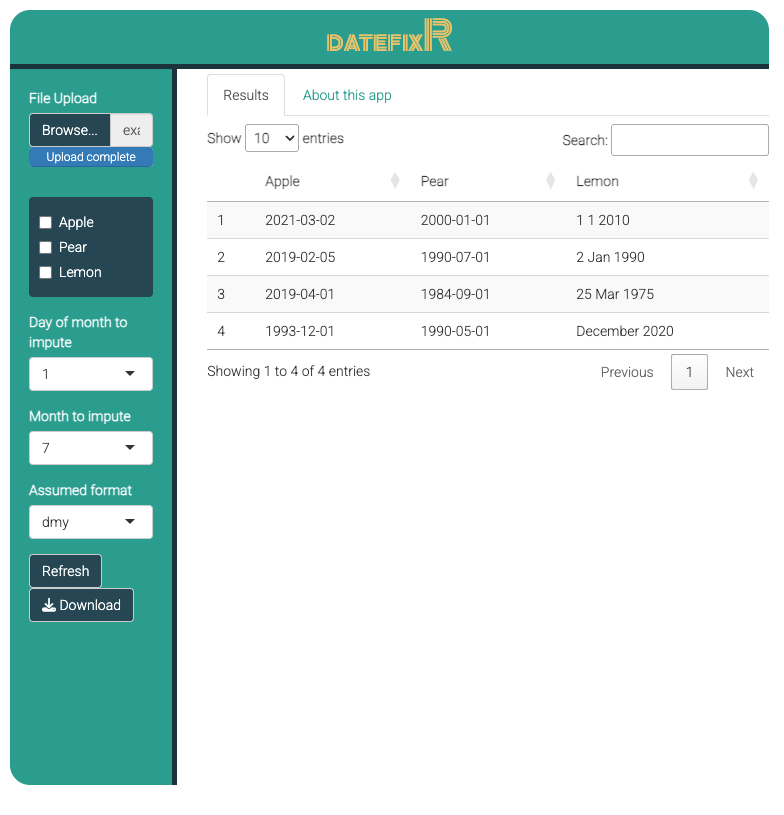 DATEFIXR
File Upload
Browse... exa
Upload complete
Apple
Pear
Lemon
Day of month to
impute
1
Month to impute
7
Assumed format
dmy
Refresh
Download
Results About this app
Show 10 entries Search:
Apple Pear Lemon
1 2021-03-02 2000-01-01 1 1 2010
2 2019-02-05 1990-07-01 2 Jan 1990
3 2019-04-01 1984-09-01 25 Mar 1975
4 1993-12-01 1990-05-01 December 2020
Showing 1 to 4 of 4 entries Previous 1 Next